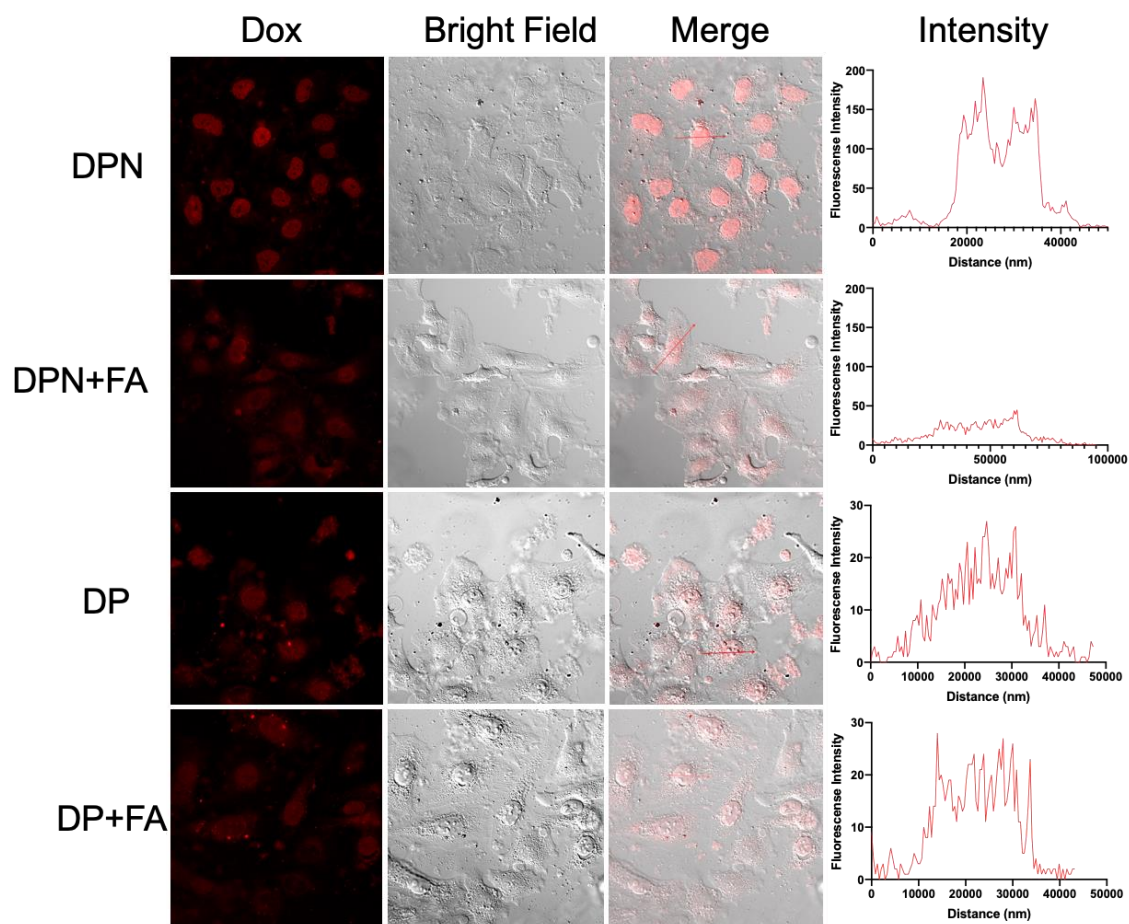 Dox Bright Field Merge Intensity
DPN
Fluorescense Intensity
200
150
100
50
0
0 20000 40000
Distance (nm)
DPN+FA
Fluorescense Intensity
200
150
100
50
0
0 50000 100000
Distance (nm)
DP
Fluorescense Intensity
30
20
10
0
0 10000 20000 30000 40000 50000
Distance (nm)
DP+FA
Fluorescense Intensity
30
20
10
0
0 10000 20000 30000 40000 50000
Distance (nm)